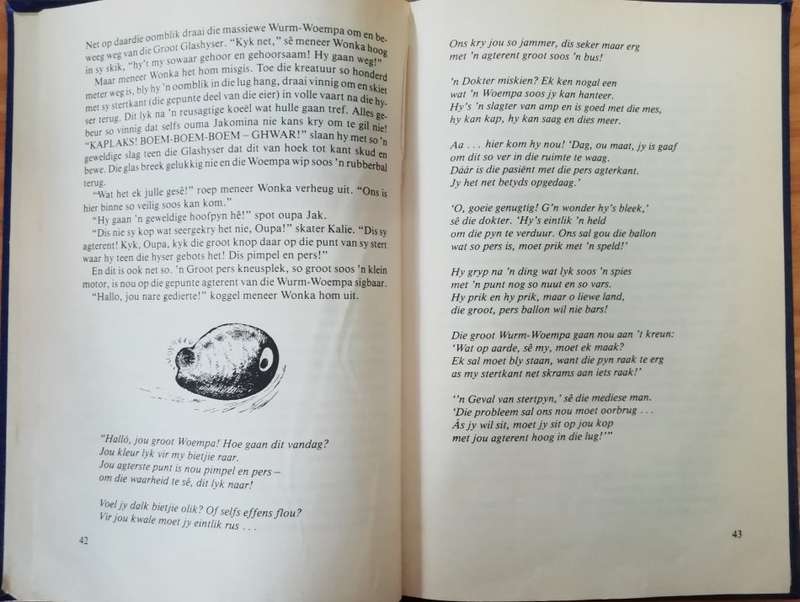 Net op daardie oomblik draai die massiewe Wurm-Woempa om en be-
weeg weg van die Groot Glashyser. “Kyk net,” sê meneer Wonka hoog
in sy skik, “hy’t my sowaar gehoor en gehoorsaam! Hy gaan weg!”
Maar meneer Wonka het hom misgis. Toe die kreatuur so honderd
meter weg is, bly hy ’n oomblik in die lug hang, draai vinnig om en skiet
met sy stertkant (die gepunte deel van die eier) in volle vaart na die hy-
ser terug. Dit lyk na ’n reusagtige koeël wat hulle gaan tref. Alles ge-
beur so vinnig dat selfs ouma Jakomina nie kans kry om te gil nie!
“KAPLAKS! BOEM-BOEM-BOEM – GHWAR!” slaan hy met so ’n
geweldige slag teen die Glashyser dat dit van hoek tot kant skud en
bewe. Die glas breek gelukkig nie en die Woempa wip soos ’n rubberbal
terug.
“Wat het ek julle gesê!” roep meneer Wonka verheug uit. “Ons is
hier binne so veilig soos kan kom.”
“Hy gaan ’n geweldige hoofpyn hê!” spot oupa Jak.
“Dis nie sy kop wat seergekry het nie, Oupa!” skater Kalie. “Dis sy
agterent! Kyk, Oupa, kyk die groot knop daar op die punt van sy stert
waar hy teen die hyser gebots het! Dis pimpel en pers!”
En dit is ook net so. ’n Groot pers kneusplek, so groot soos ’n klein
motor, is nou op die gepunte agterent van die Wurm-Woempa sigbaar.
“Hallo, jou nare gedierte!” koggel meneer Wonka hom uit.
“Halló, jou groot Woempa! Hoe gaan dit vandag?
Jou kleur lyk vir my bietjie raar.
Jou agterste punt is nou pimpel en pers –
om die waarheid te sê, dit lyk naar!
Voel jy dalk bietjie olik? Of selfs effens flou?
Vir jou kwale moet jy eintlik rus . . .
42
Ons kry jou so jammer, dis seker maar erg
met ’n agterent groot soos ’n bus!
’n Dokter miskien? Ek ken nogal een
wat ’n Woempa soos jy kan hanteer.
Hy’s ’n slagter van amp en is goed met die mes,
hy kan kap, hy kan saag en dies meer.
Aa . . . hier kom hy nou! ‘Dag, ou maat, jy is gaaf
om dit so ver in die ruimte te waag.
Dáár is die pasiënt met die pers agterkant.
Jy het net betyds opgedaag.’
‘O, goeie genugtig! G’n wonder hy’s bleek,’
sê die dokter. ‘Hy’s eintlik ’n held
om die pyn te verduur. Ons sal gou die ballon
wat so pers is, moet prik met ’n speld!’
Hy gryp na ’n ding wat lyk soos ’n spies
met ’n punt nog so nuut en so vars.
Hy prik en hy prik, maar o liewe land,
die groot, pers ballon wil nie bars!
Die groot Wurm-Woempa gaan nou aan ’t kreun:
‘Wat op aarde, sê my, moet ek maak?
Ek sal moet bly staan, want die pyn raak te erg
as my stertkant net skrams aan iets raak!’
‘’n Geval van stertpyn,’ sê die mediese man.
‘Die probleem sal ons nou moet oorbrug . . .
Ás jy wil sit, moet jy sit op jou kop
met jou agterent hoog in die lug!’”
43